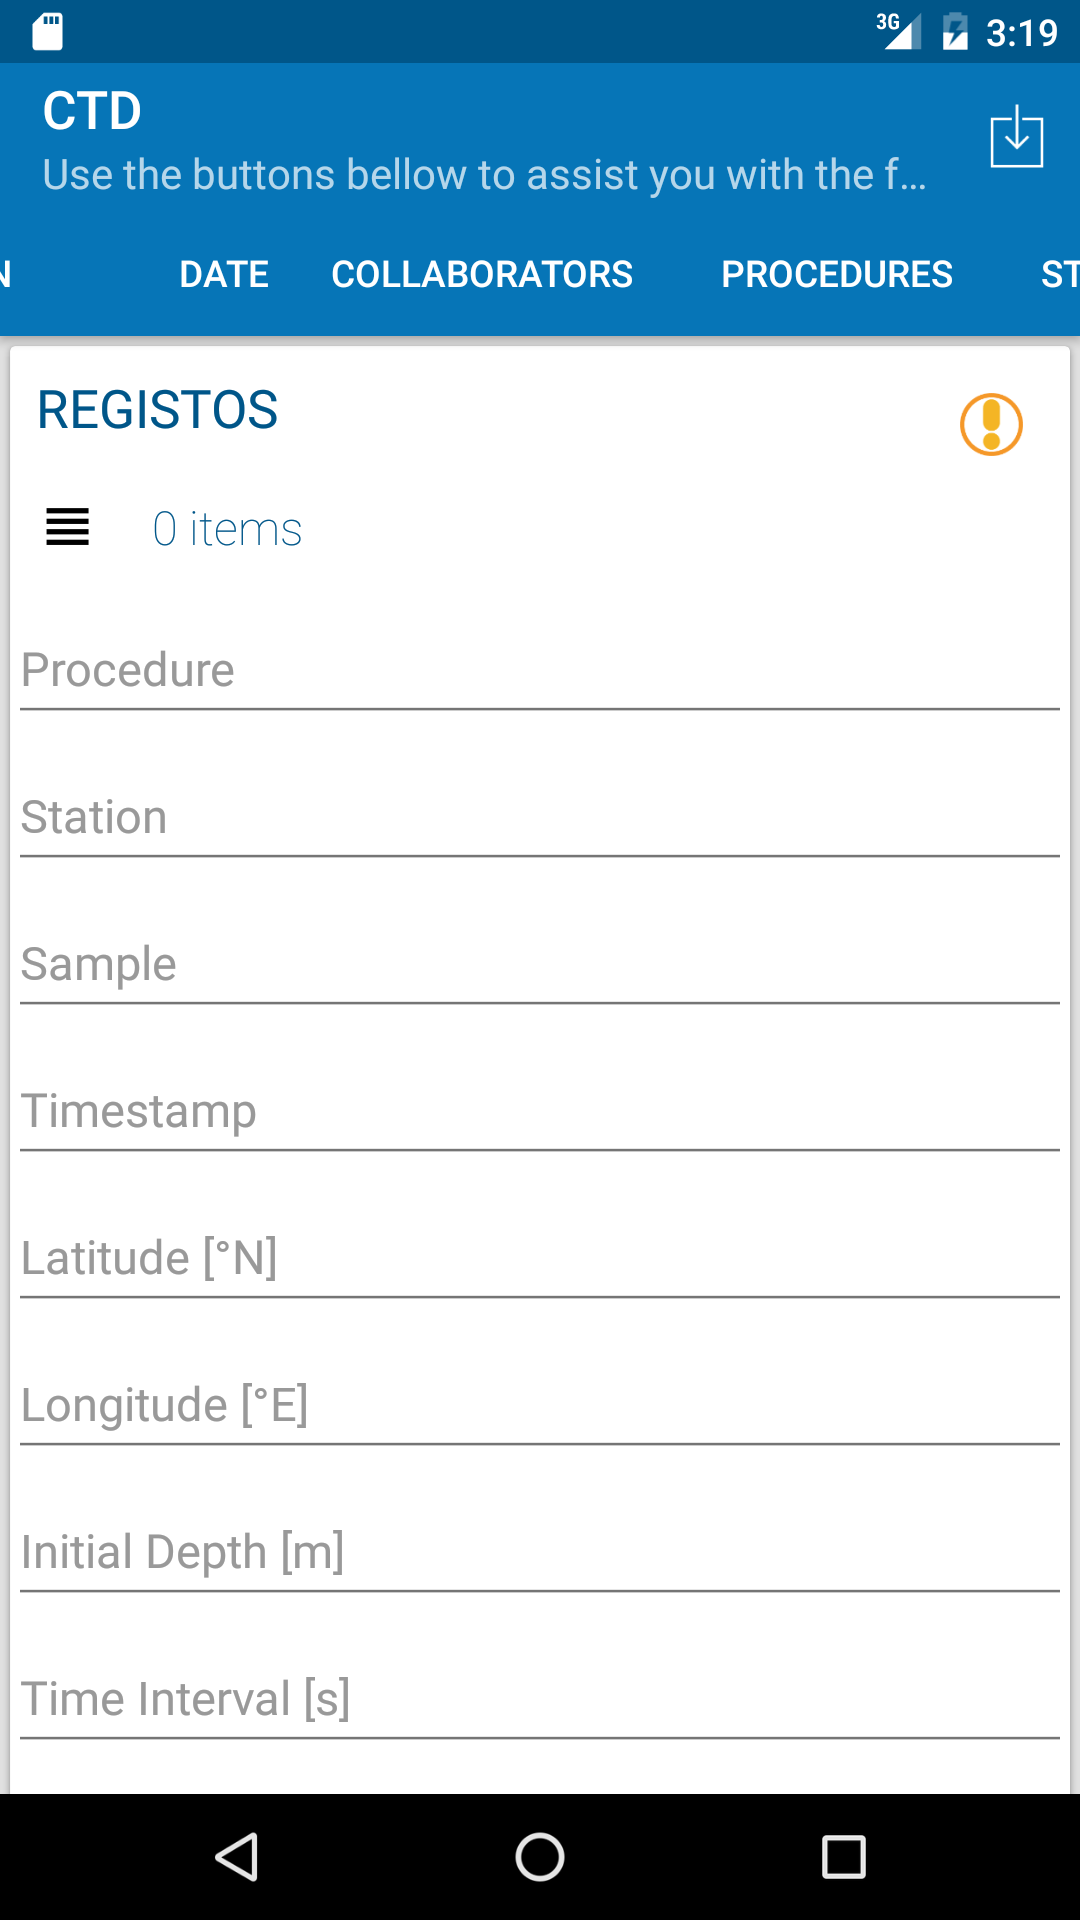 3G 3:19
CTD
Use the buttons bellow to assist you with the f...
N DATE COLLABORATORS PROCEDURES ST
REGISTOS
0 items
Procedure
Station
Sample
Timestamp
Latitude [°N]
Longitude [°E]
Initial Depth [m]
Time Interval [s]